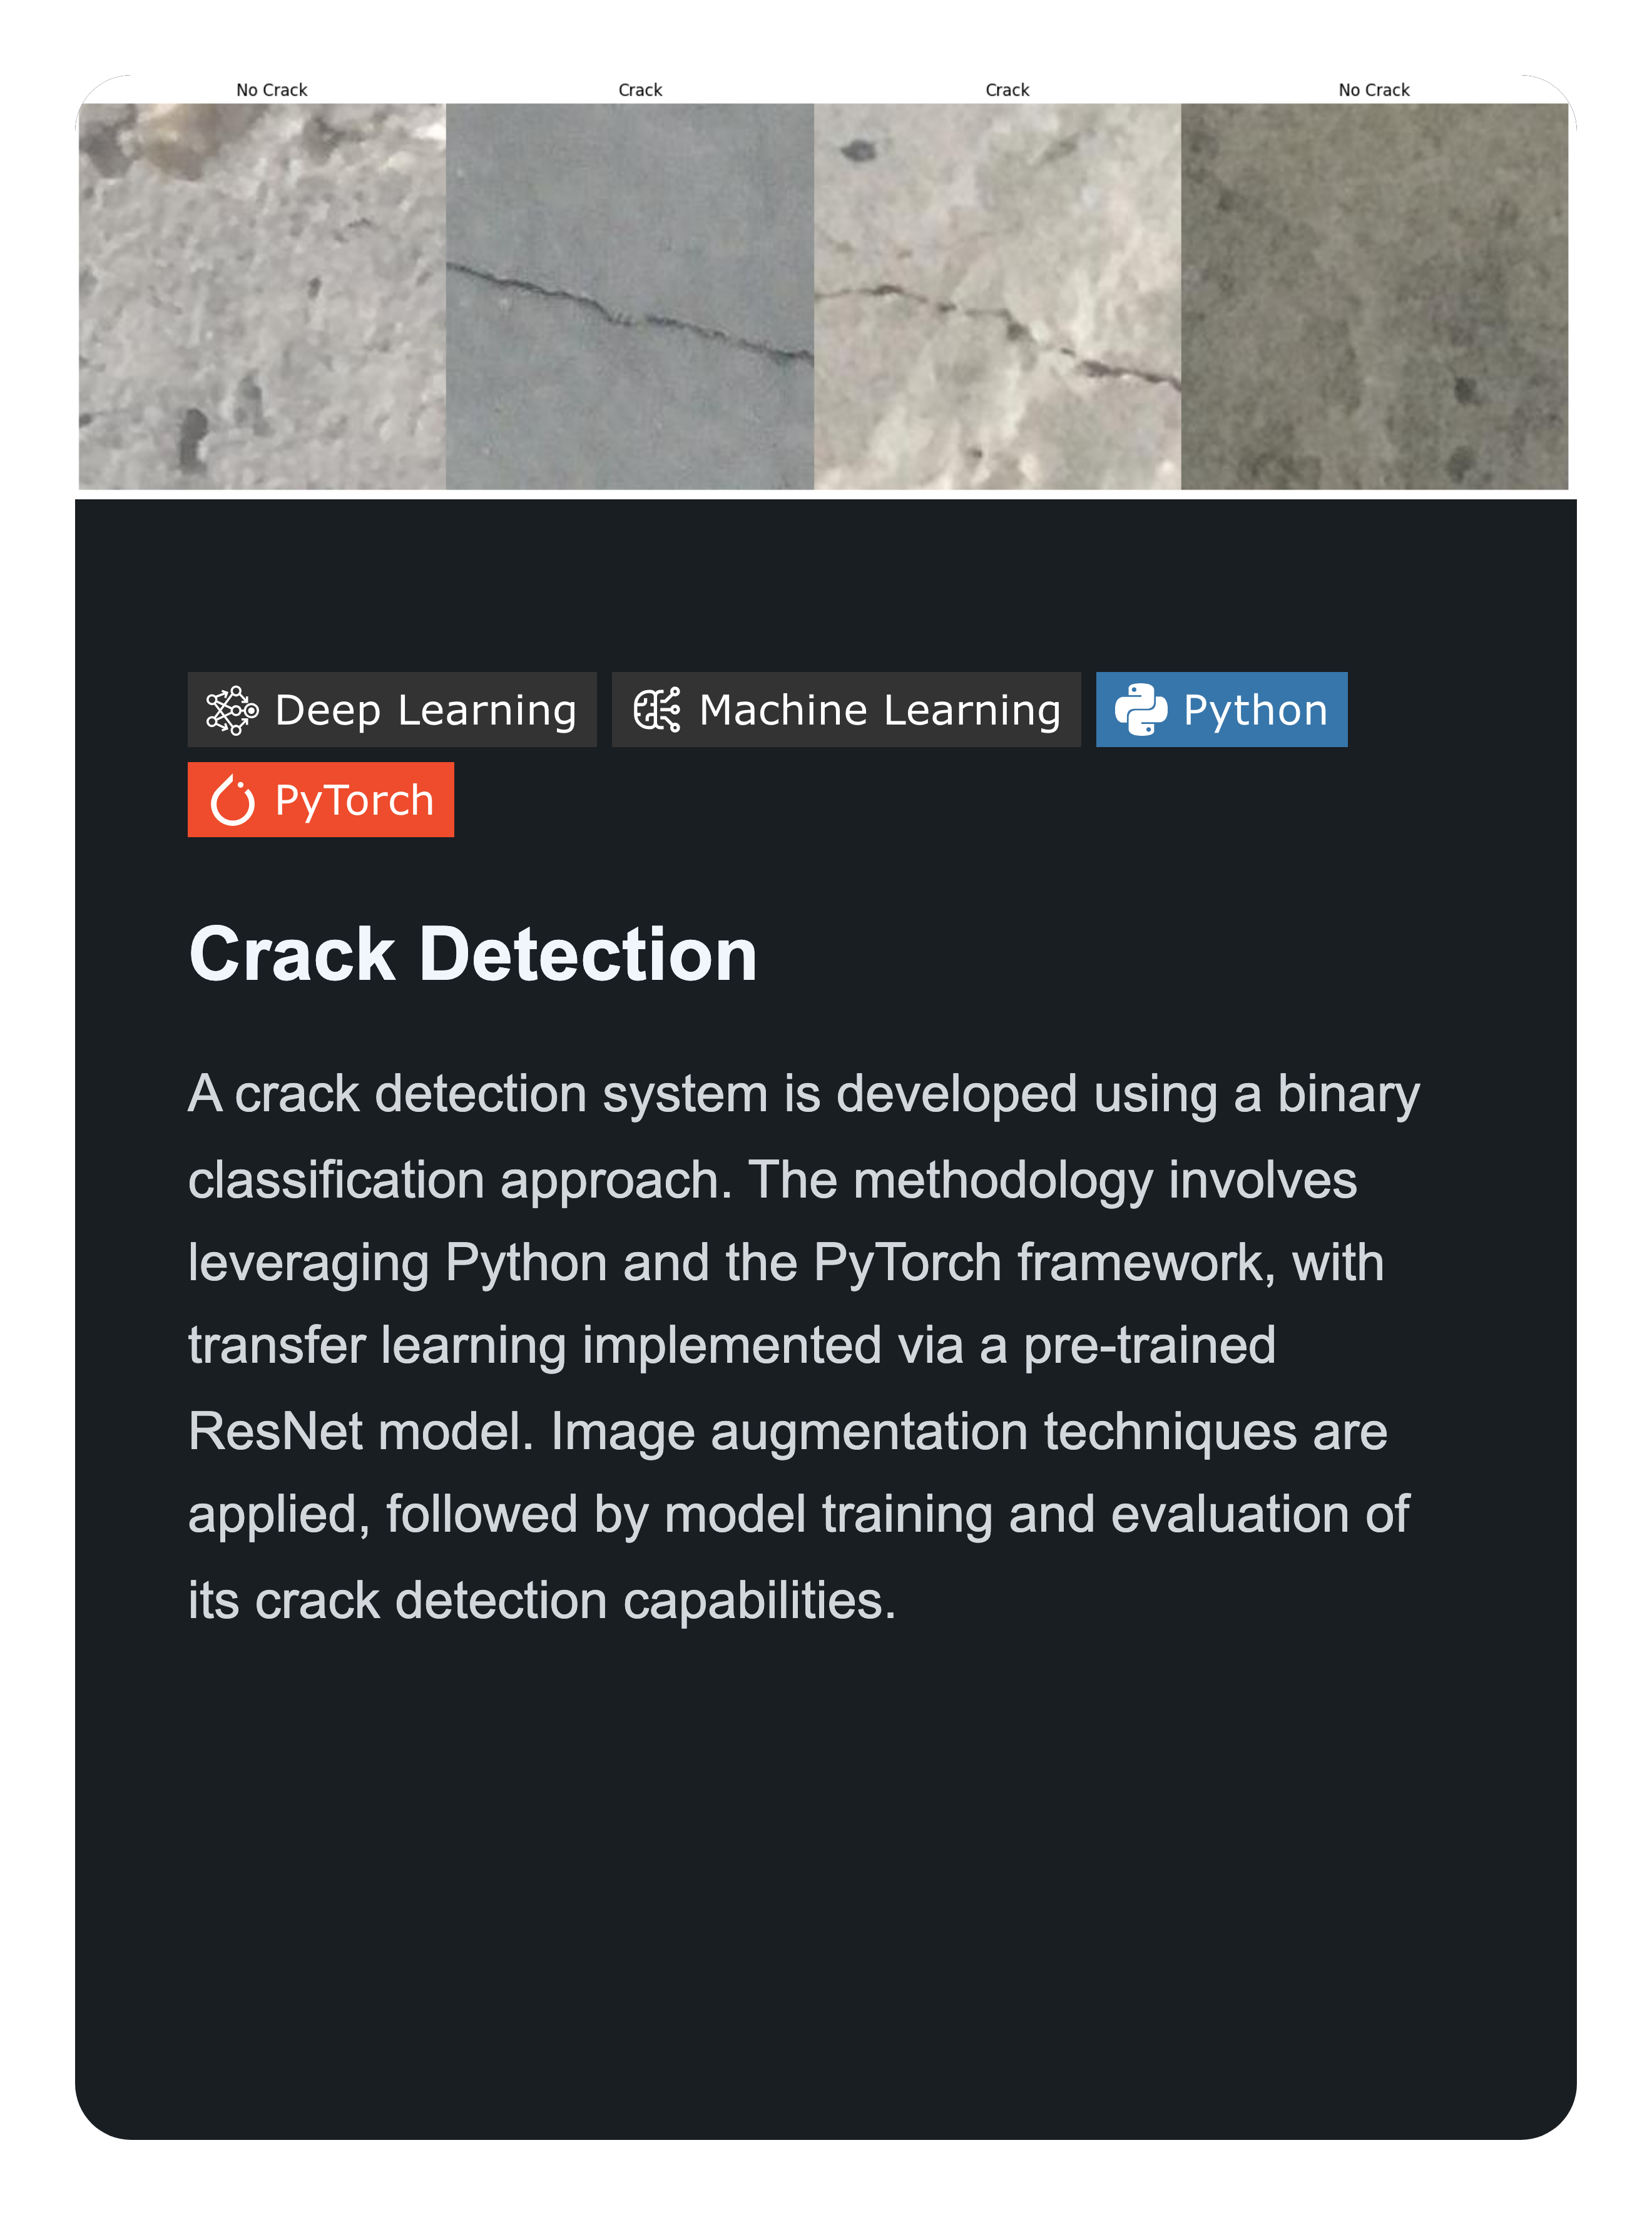 No Crack Crack Crack No Crack
Deep Learning Machine Learning Python
PyTorch
Crack Detection
A crack detection system is developed using a binary
classification approach. The methodology involves
leveraging Python and the PyTorch framework, with
transfer learning implemented via a pre-trained
ResNet model. Image augmentation techniques are
applied, followed by model training and evaluation of
its crack detection capabilities.